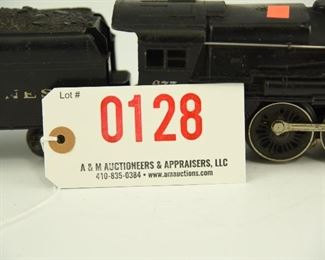 Lot #
0128
A & M AUCTIONEERS & APPRAISERS, LLC
410-835-0384 • www.amauctions.com